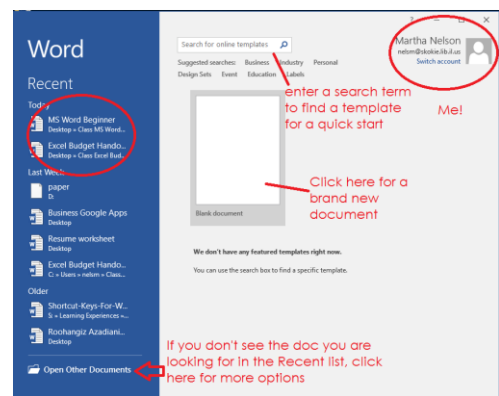 Word
Recent
Today
MS Word Beginner
Desktop » Class MS Word...
Excel Budget Hando...
Desktop » Class Excel Bud...
Last Week
paper
D:
Business Google Apps
Desktop
Resume worksheet
Desktop
Excel Budget Hando...
C: » Users » nelsm » Class...
Older
Shortcut-Keys-For-W...
S: » Learning Experiences »...
Roohangiz Azadiani...
Desktop
Open Other Documents
Search for online templates
Suggested searches: Business Industry Personal
Design Sets Event Education Labels
Blank document
We don't have any featured templates right now.
You can use the search box to find a specific template.
?
Martha Nelson
nelsm@skokie.lib.il.us
Switch account
enter a search term
to find a template
for a quick start
Me!
Click here for a
brand new
document
If you don't see the doc you are
looking for in the Recent list, click
here for more options